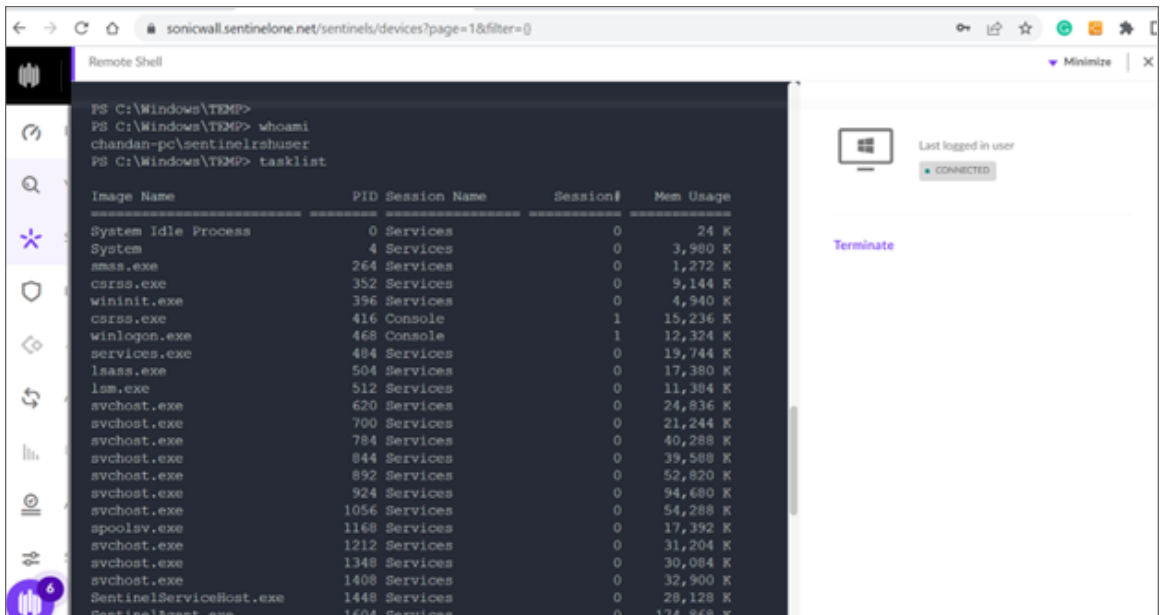 sonicwall.sentinelone.net/sentinels/devices?page=1&filter={}
Remote Shell
Minimize
PS C:\Windows\TEMP>
PS C:\Windows\TEMP> whoami
chandan-pc\sentinelrshuser
PS C:\Windows\TEMP> tasklist
Last logged in user
CONNECTED
Terminate
Image Name PID Session Name Session# Mem Usage
========================= ======== ================ =========== ============
System Idle Process 0 Services 0 24 K
System 4 Services 0 3,980 K
smss.exe 264 Services 0 1,272 K
csrss.exe 352 Services 0 9,144 K
wininit.exe 396 Services 0 4,940 K
csrss.exe 416 Console 1 15,236 K
winlogon.exe 468 Console 1 12,324 K
services.exe 484 Services 0 19,744 K
lsass.exe 504 Services 0 17,380 K
lsm.exe 512 Services 0 11,384 K
svchost.exe 620 Services 0 24,836 K
svchost.exe 700 Services 0 21,244 K
svchost.exe 784 Services 0 40,288 K
svchost.exe 844 Services 0 39,588 K
svchost.exe 892 Services 0 52,820 K
svchost.exe 924 Services 0 94,680 K
svchost.exe 1056 Services 0 54,288 K
spoolsv.exe 1168 Services 0 17,392 K
svchost.exe 1212 Services 0 31,204 K
svchost.exe 1348 Services 0 30,084 K
svchost.exe 1408 Services 0 32,900 K
SentinelServiceHost.exe 1448 Services 0 28,128 K
SentinelAgent.exe 1604 Services 0 174,868 K
6